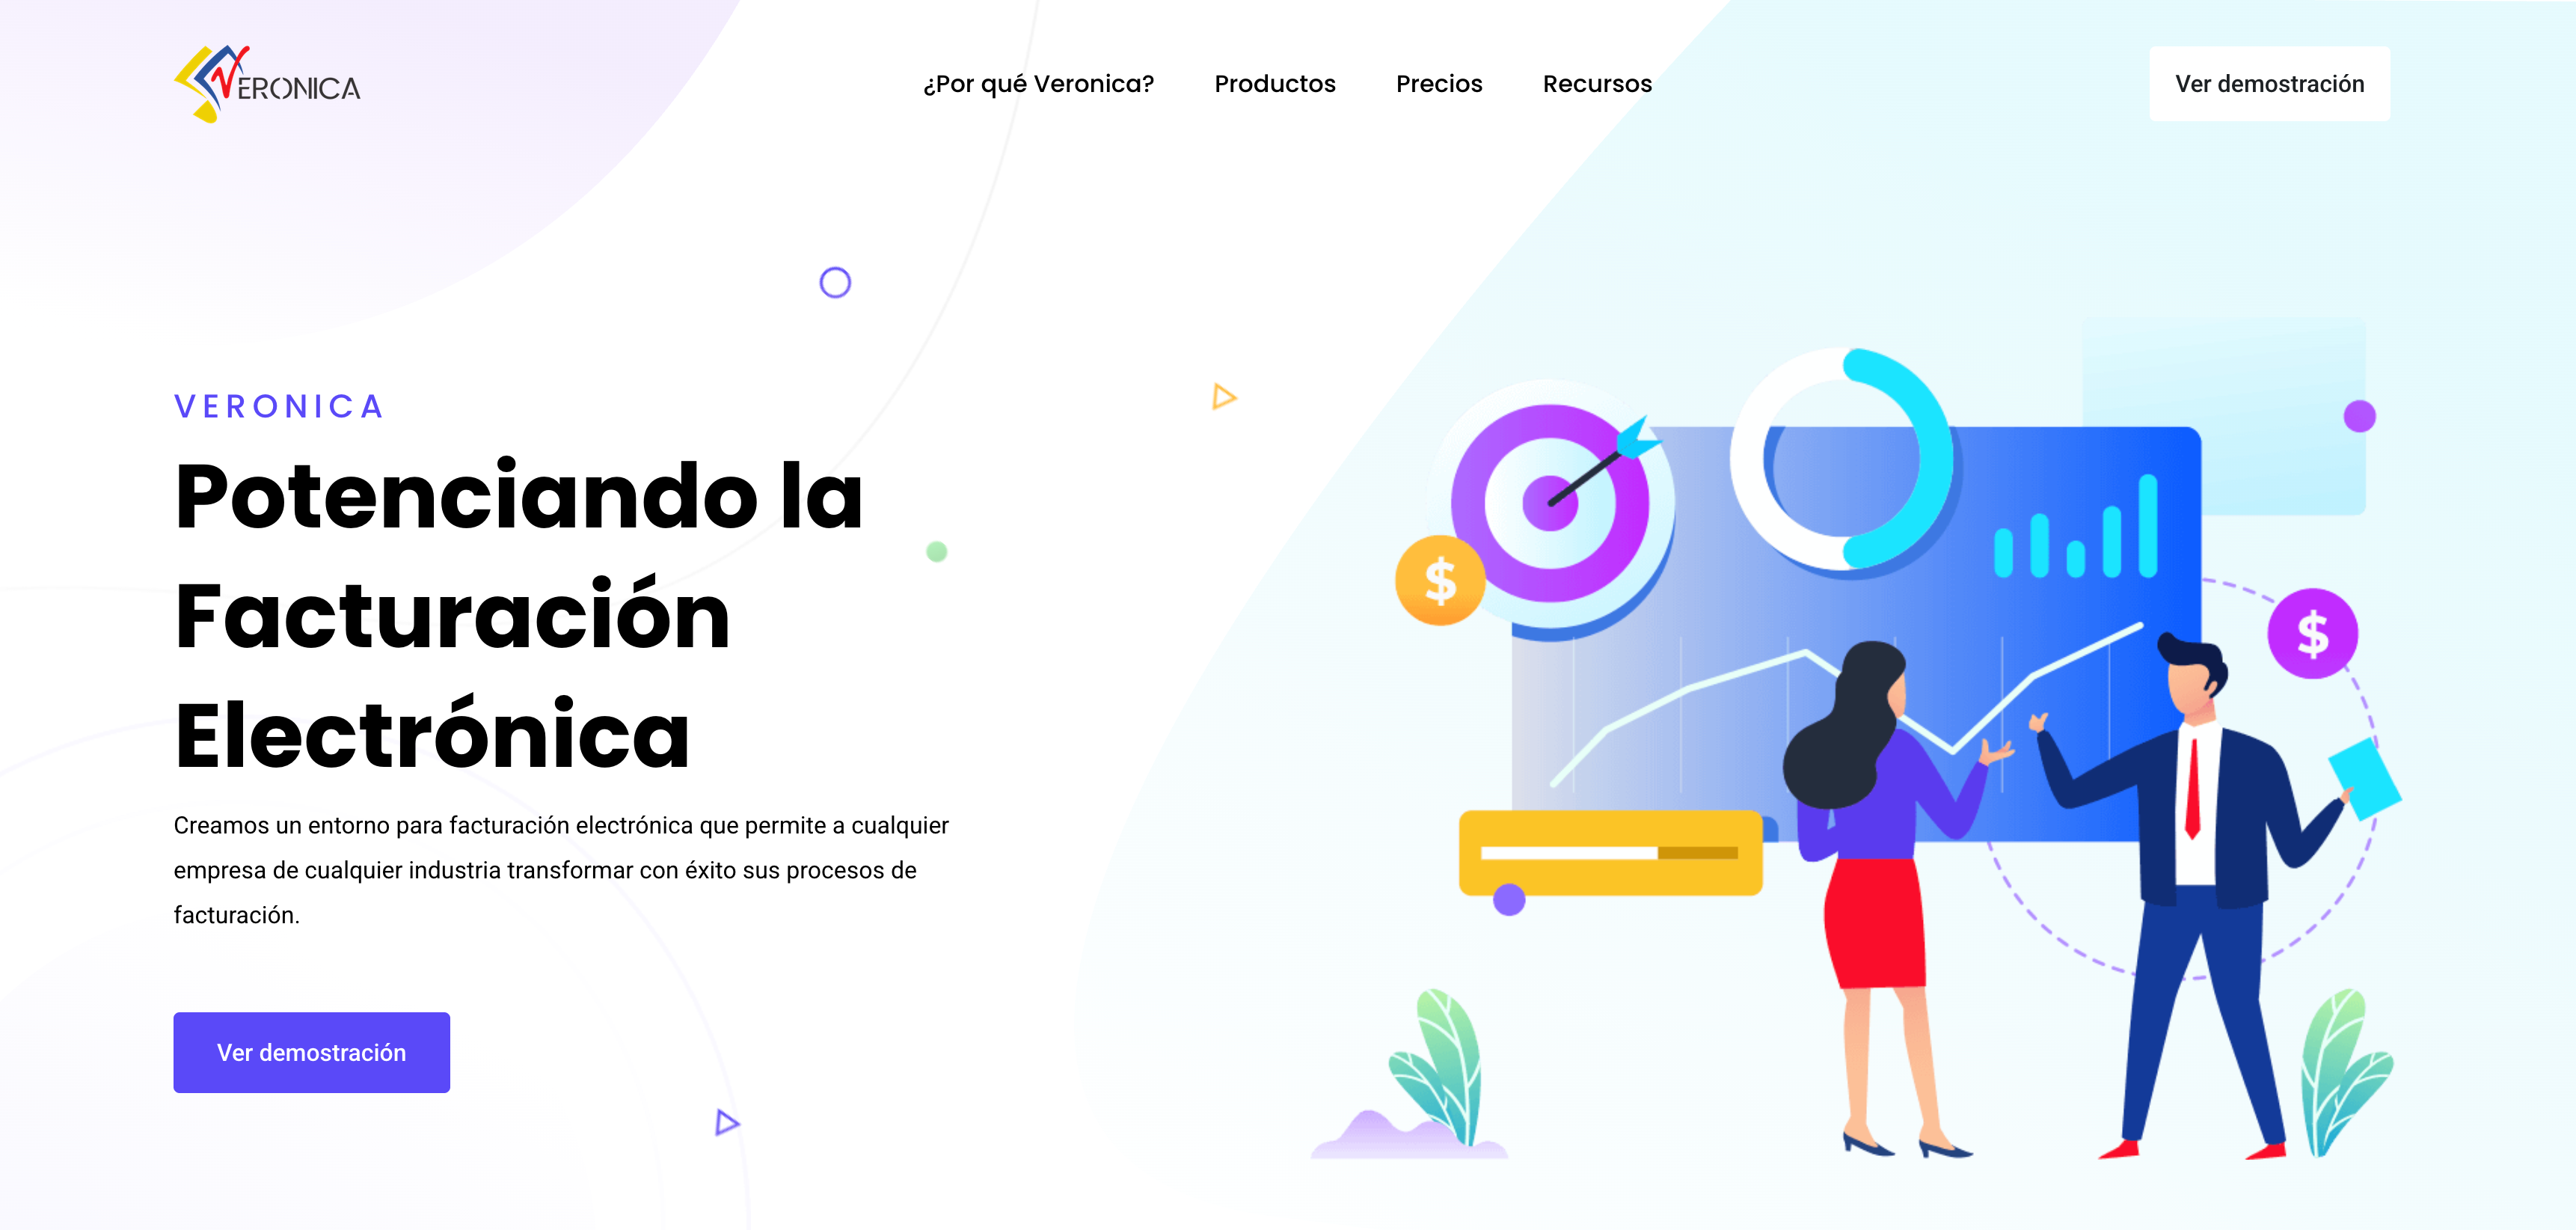 VERONICA
¿Por qué Veronica?
Productos
Precios
Recursos
Ver demostración
VERONICA
Potenciando la
Facturación
Electrónica
Creamos un entorno para facturación electrónica que permite a cualquier
empresa de cualquier industria transformar con éxito sus procesos de
facturación.
Ver demostración
$
$